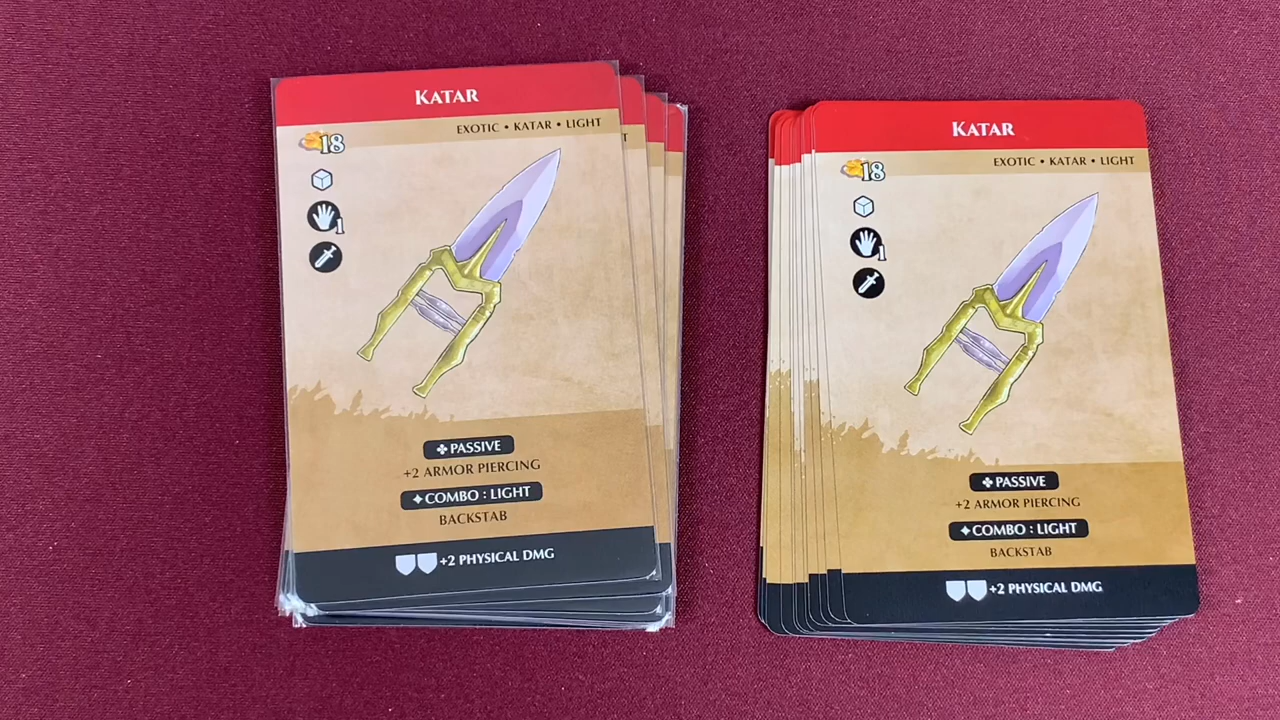 KATAR
EXOTIC • KATAR • LIGHT
18
1
PASSIVE
+2 ARMOR PIERCING
COMBO : LIGHT
BACKSTAB
+2 PHYSICAL DMG
T
KATAR
EXOTIC • KATAR • LIGHT
18
1
PASSIVE
+2 ARMOR PIERCING
COMBO : LIGHT
BACKSTAB
+2 PHYSICAL DMG